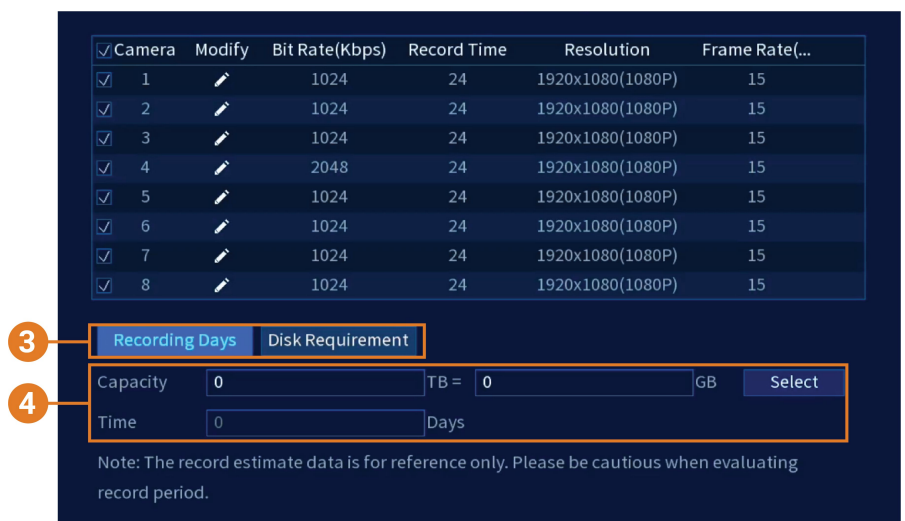 Camera Modify Bit Rate(Kbps) Record Time Resolution Frame Rate(...
1 1024 24 1920x1080(1080P) 15
2 1024 24 1920x1080(1080P) 15
3 1024 24 1920x1080(1080P) 15
4 2048 24 1920x1080(1080P) 15
5 1024 24 1920x1080(1080P) 15
6 1024 24 1920x1080(1080P) 15
7 1024 24 1920x1080(1080P) 15
8 1024 24 1920x1080(1080P) 15
3 Recording Days Disk Requirement
Capacity 0 TB = 0 GB Select
4
Time 0 Days
Note: The record estimate data is for reference only. Please be cautious when evaluating
record period.